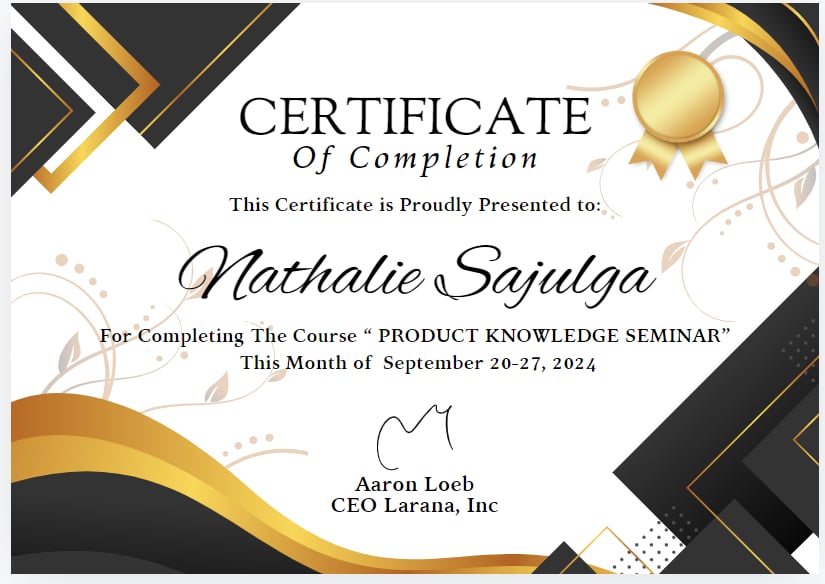 CERTIFICATE
Of Completion
This Certificate is Proudly Presented to:
Nathalie Sajulga
For Completing The Course “ PRODUCT KNOWLEDGE SEMINAR”
This Month of September 20-27, 2024
Aaron Loeb
CEO Larana, Inc